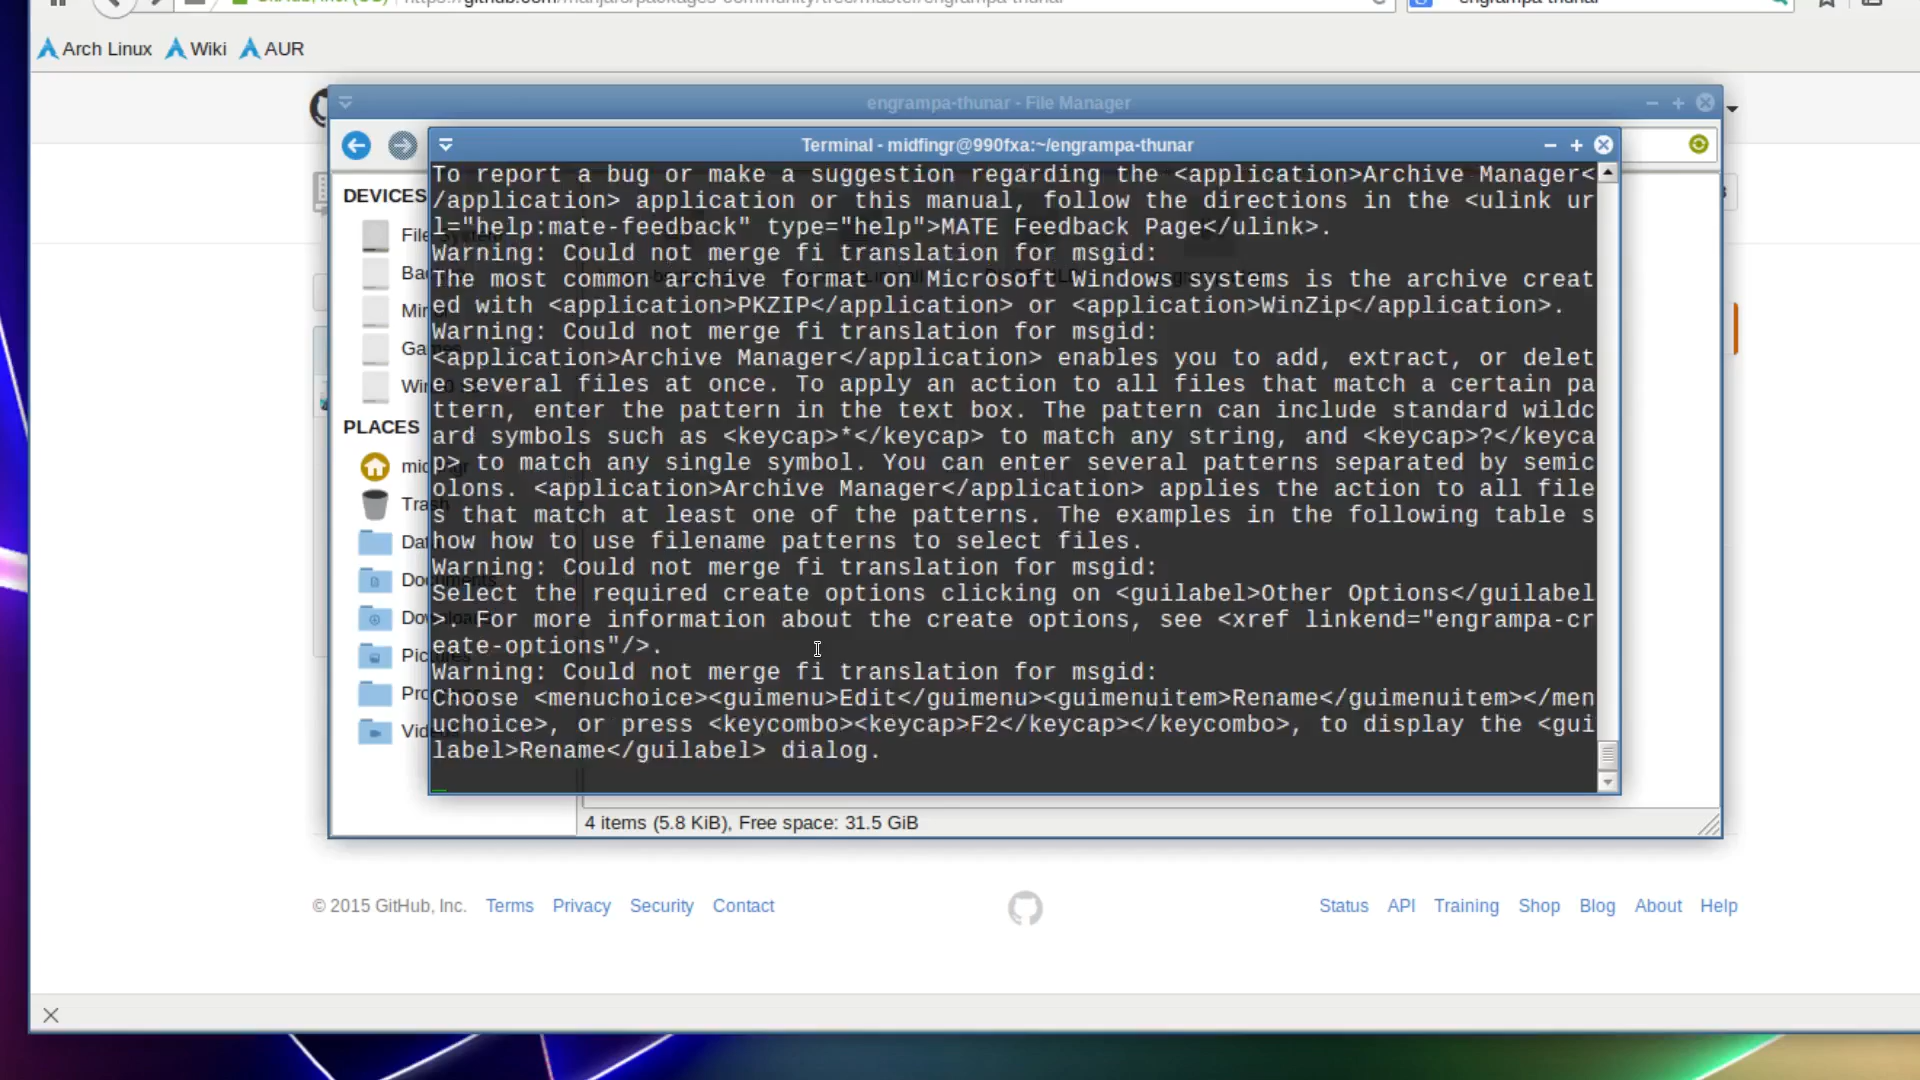 engrampa-thunar
Arch Linux Wiki AUR
engrampa-thunar - File Manager
Terminal - midfingr@990fxa:~/engrampa-thunar
DEVICES
PLACES
To report a bug or make a suggestion regarding the <application>Archive Manager<
/application> application or this manual, follow the directions in the <ulink ur
l="help:mate-feedback" type="help">MATE Feedback Page</ulink>.
Warning: Could not merge fi translation for msgid:
The most common archive format on Microsoft Windows systems is the archive creat
ed with <application>PKZIP</application> or <application>WinZip</application>.
Warning: Could not merge fi translation for msgid:
<application>Archive Manager</application> enables you to add, extract, or delet
e several files at once. To apply an action to all files that match a certain pa
ttern, enter the pattern in the text box. The pattern can include standard wildc
ard symbols such as <keycap>*</keycap> to match any string, and <keycap>?</keyca
p> to match any single symbol. You can enter several patterns separated by semic
olons. <application>Archive Manager</application> applies the action to all file
s that match at least one of the patterns. The examples in the following table s
how how to use filename patterns to select files.
Warning: Could not merge fi translation for msgid:
Select the required create options clicking on <guilabel>Other Options</guilabel
>. For more information about the create options, see <xref linkend="engrampa-cr
eate-options"/>.
Warning: Could not merge fi translation for msgid:
Choose <menuchoice><guimenu>Edit</guimenu><guimenuitem>Rename</guimenuitem></men
uchoice>, or press <keycombo><keycap>F2</keycap></keycombo>, to display the <gui
label>Rename</guilabel> dialog.
4 items (5.8 KiB), Free space: 31.5 GiB
© 2015 GitHub, Inc. Terms Privacy Security Contact
Status API Training Shop Blog About Help